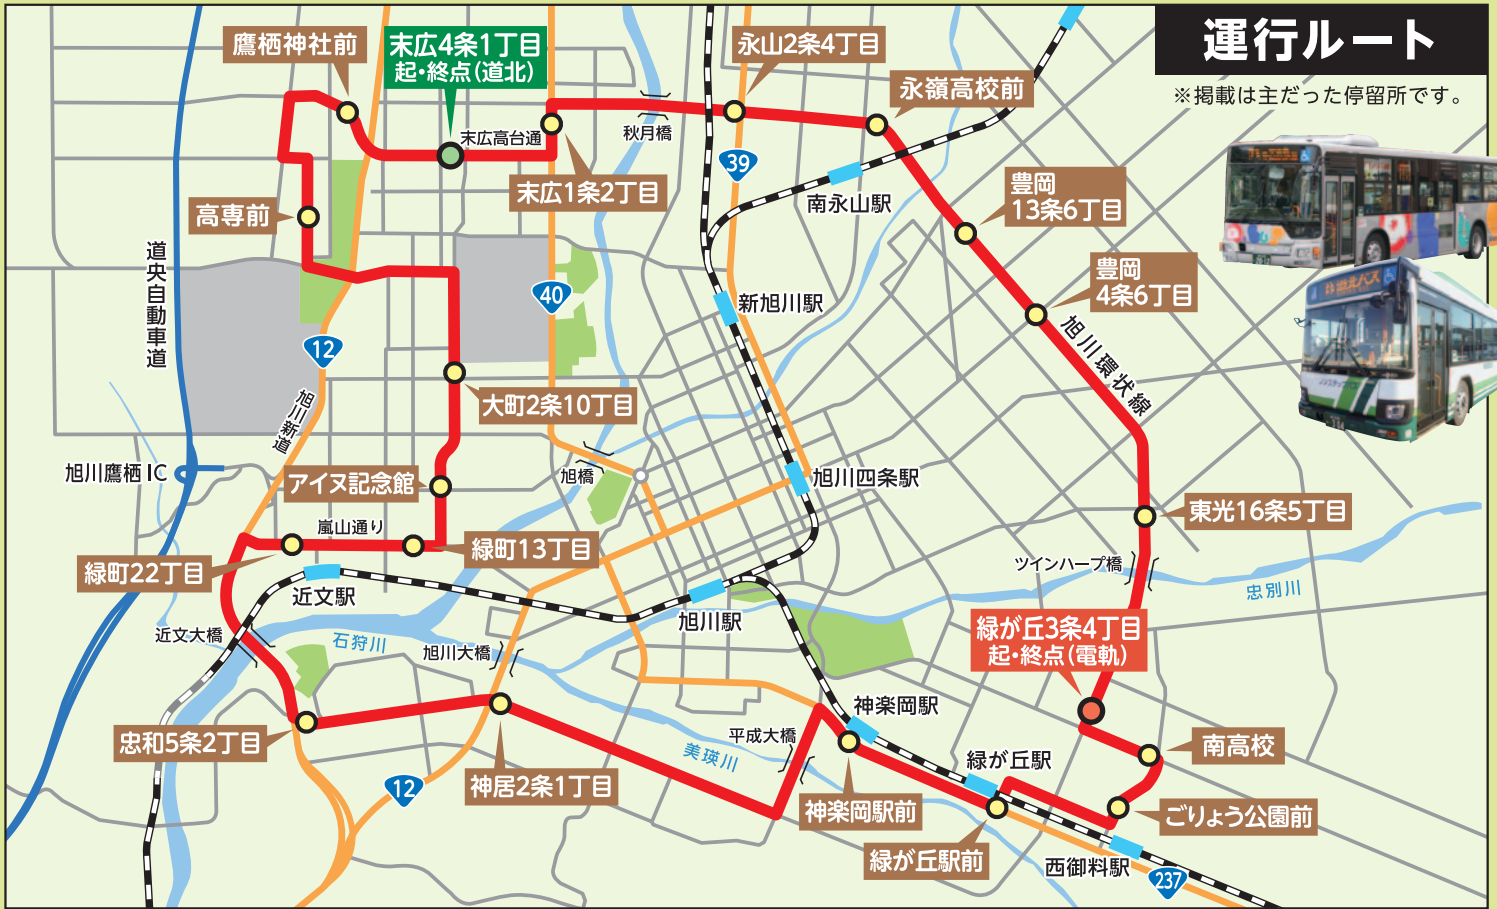 運行ルート
※掲載は主だった停留所です。
鷹栖神社前
末広4条1丁目
起・終点(道北)
永山2条4丁目
永嶺高校前
末広高台通
秋月橋
39
末広1条2丁目
南永山駅
豊岡
13条6丁目
高専前
道央自動車道
豊岡
4条6丁目
40
新旭川駅
旭川環状線
12
旭川新道
大町2条10丁目
旭川鷹栖IC
アイヌ記念館
旭橋
旭川四条駅
東光16条5丁目
嵐山通り
緑町13丁目
緑町22丁目
近文駅
ツインハープ橋
忠別川
近文大橋
石狩川
旭川大橋
旭川駅
緑が丘3条4丁目
起・終点(電軌)
忠和5条2丁目
神居2条1丁目
12
美瑛川
平成大橋
神楽岡駅
神楽岡駅前
緑が丘駅
緑が丘駅前
南高校
ごりょう公園前
西御料駅
237